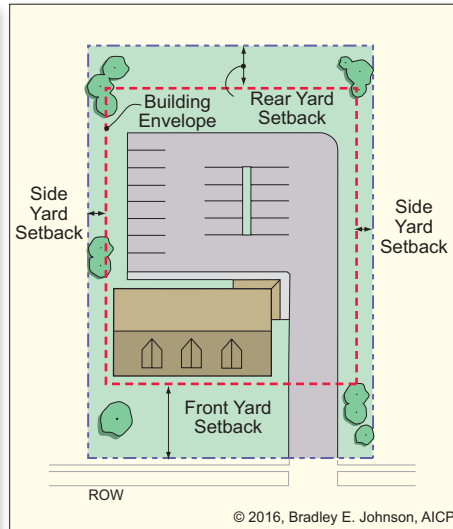 Building
Envelope
Rear Yard
Setback
Side
Yard
Setback
Side
Yard
Setback
Front Yard
Setback
ROW
© 2016, Bradley E. Johnson, AICP